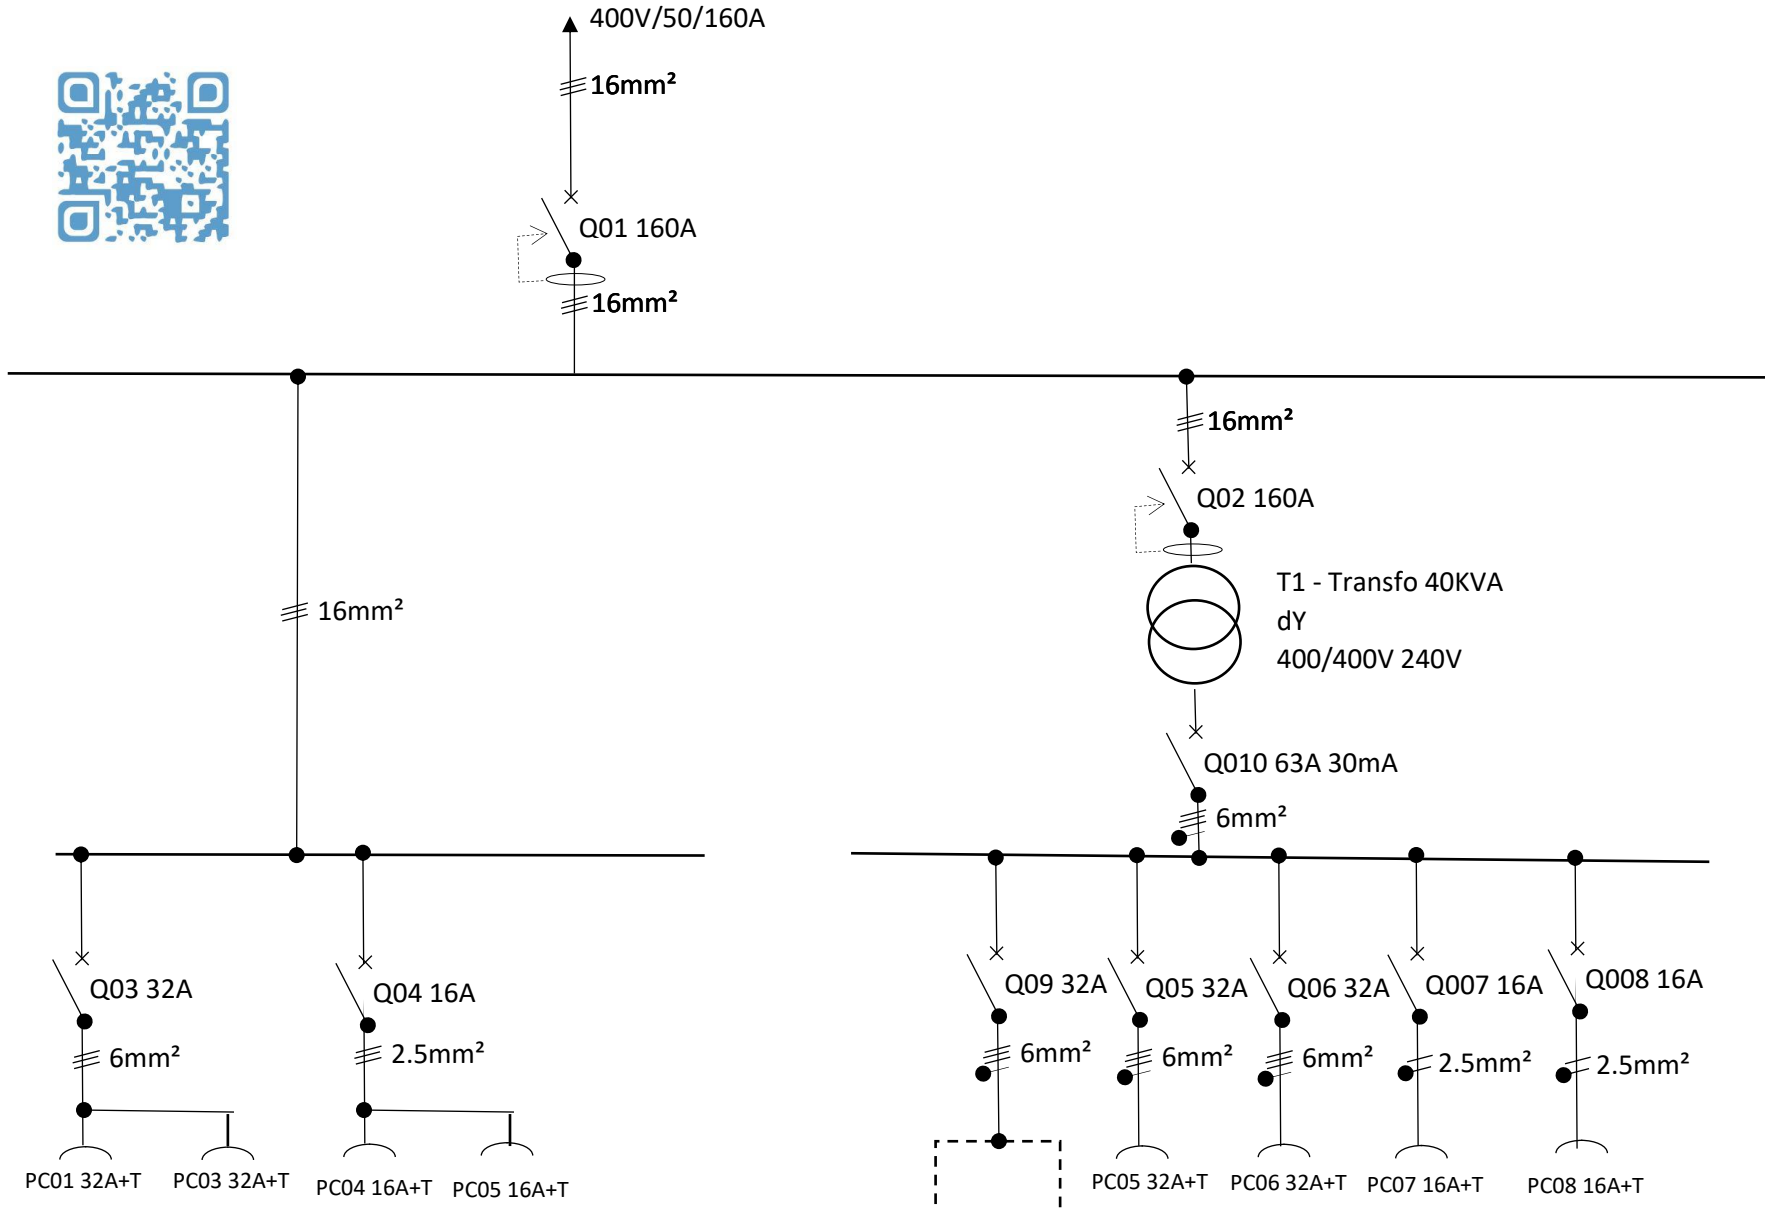 400V/50/160A
16mm²
Q01 160A
16mm²
16mm²
Q02 160A
T1 - Transfo 40KVA
dY
400/400V 240V
16mm²
Q010 63A 30mA
6mm²
Q03 32A
Q04 16A
Q09 32A
Q05 32A
Q06 32A
Q007 16A
Q008 16A
6mm²
2.5mm²
6mm²
6mm²
6mm²
2.5mm²
2.5mm²
PC01 32A+T
PC03 32A+T
PC04 16A+T
PC05 16A+T
PC05 32A+T
PC06 32A+T
PC07 16A+T
PC08 16A+T